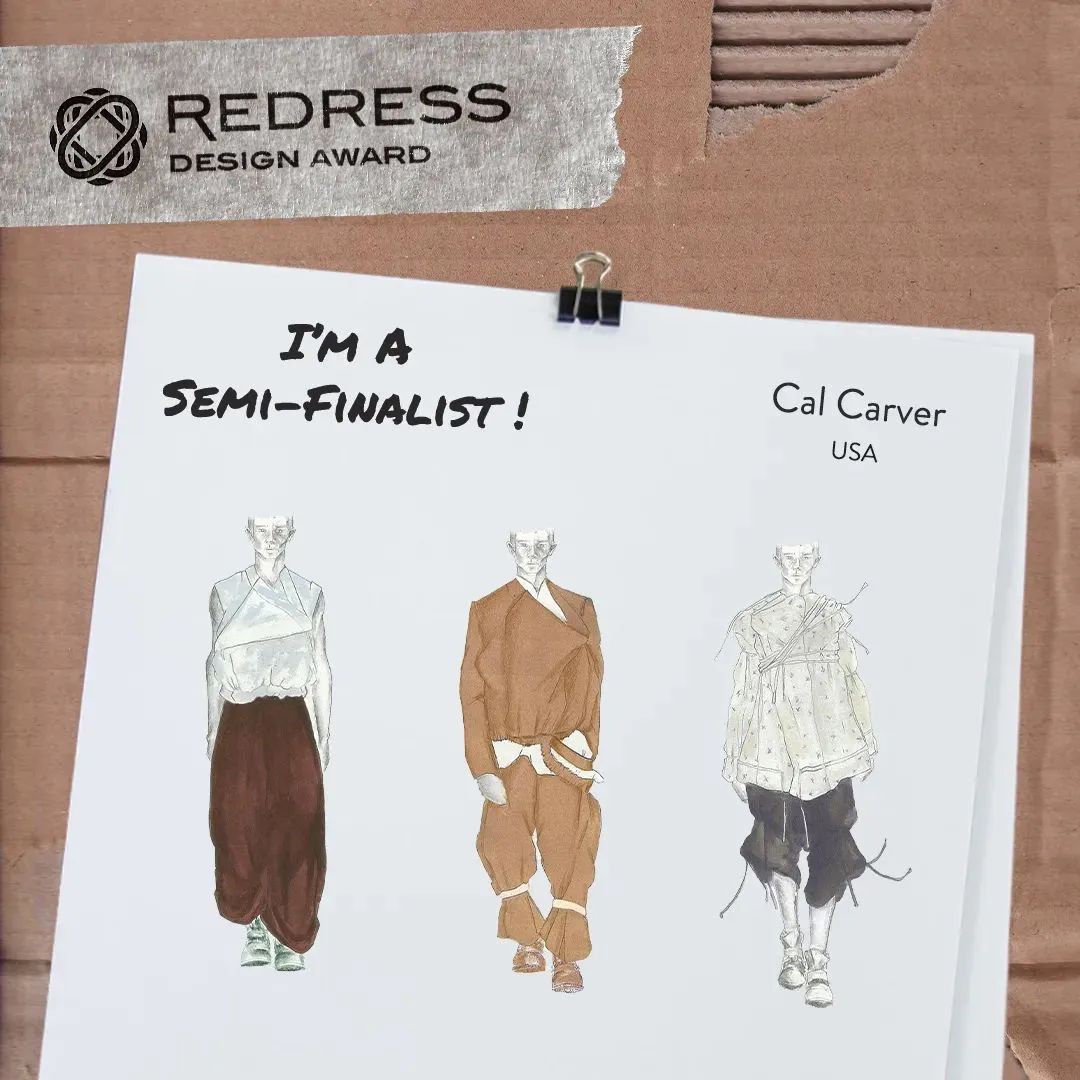 REDRESS
DESIGN AWARD
I'm A
Semi-Finalist!
Cal Carver
USA